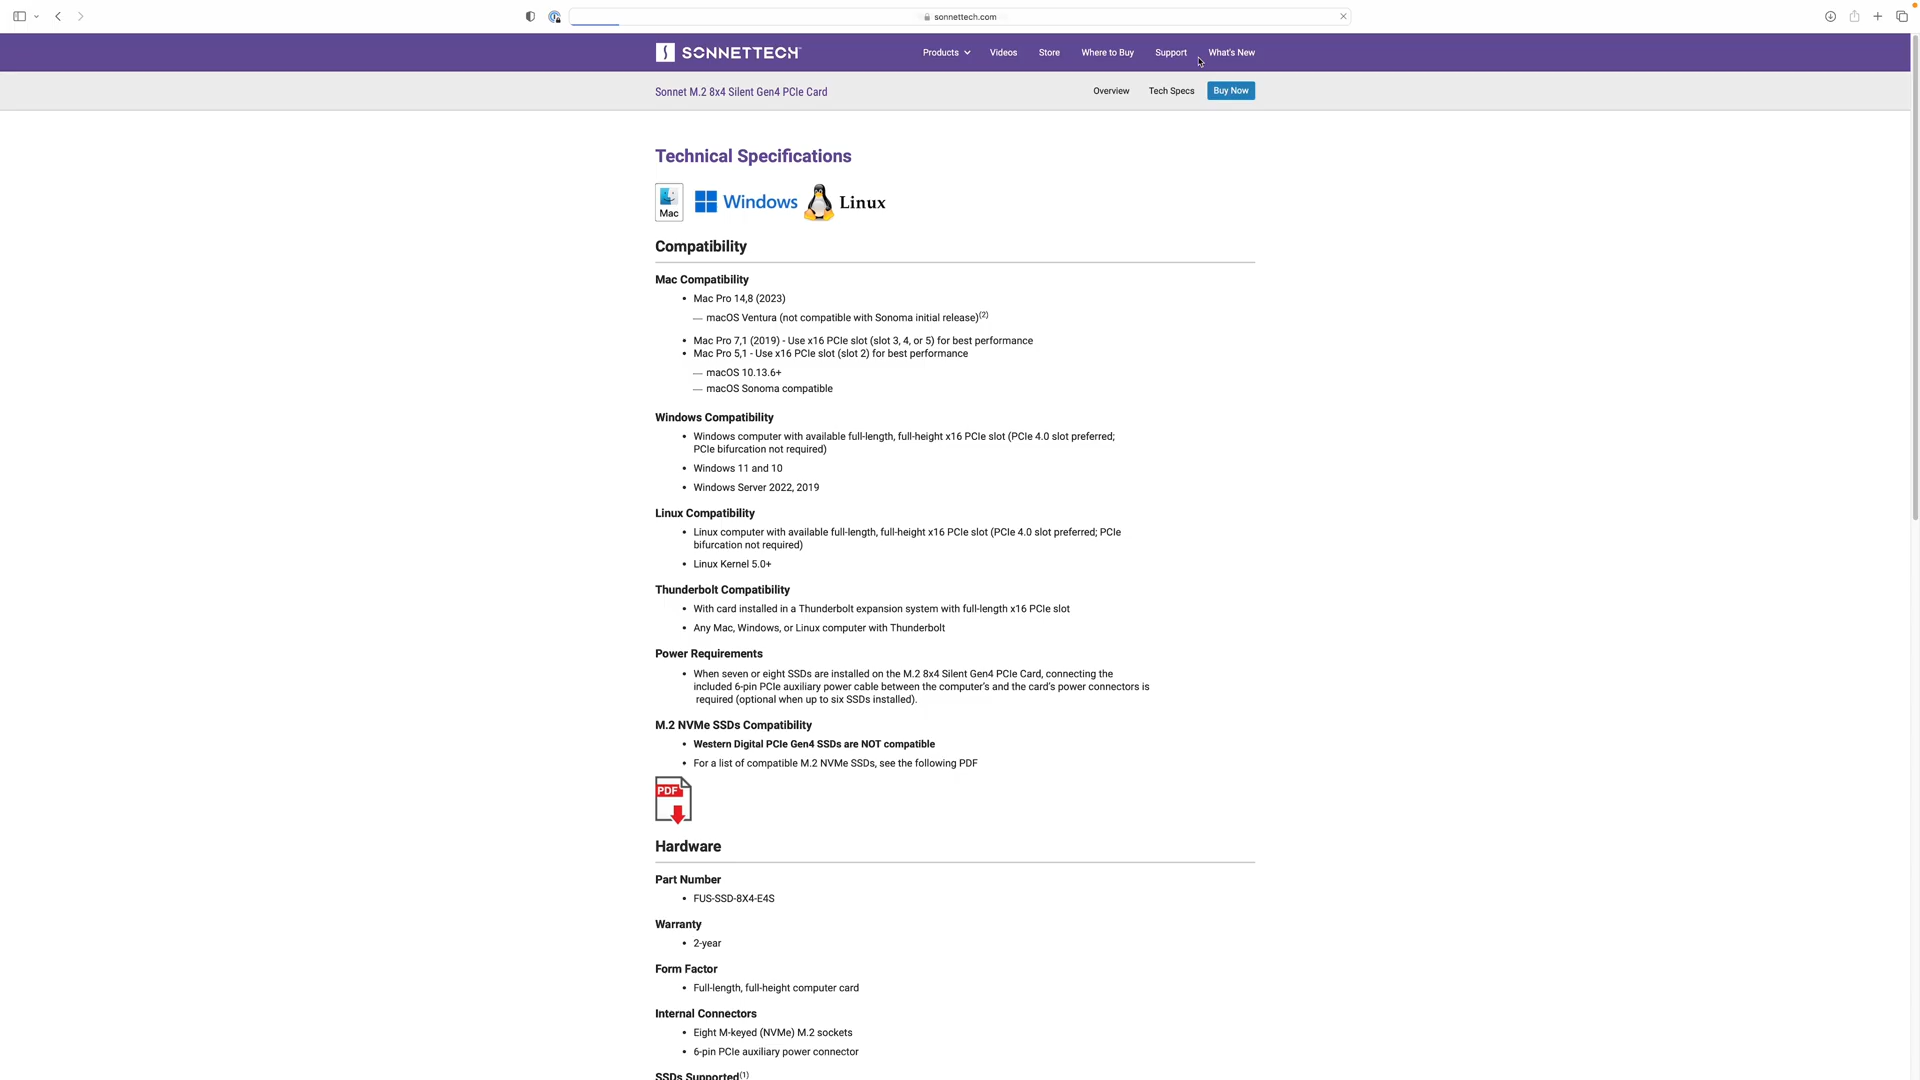 sonnettech.com
SONNETTECH
Products
Videos
Store
Where to Buy
Support
What's New
Sonnet M.2 8x4 Silent Gen4 PCIe Card
Overview
Tech Specs
Buy Now
Technical Specifications
Mac
Windows
Linux
Compatibility
Mac Compatibility
• Mac Pro 14,8 (2023)
— macOS Ventura (not compatible with Sonoma initial release)(2)
• Mac Pro 7,1 (2019) - Use x16 PCIe slot (slot 3, 4, or 5) for best performance
• Mac Pro 5,1 - Use x16 PCIe slot (slot 2) for best performance
— macOS 10.13.6+
— macOS Sonoma compatible
Windows Compatibility
• Windows computer with available full-length, full-height x16 PCIe slot (PCIe 4.0 slot preferred;
PCIe bifurcation not required)
• Windows 11 and 10
• Windows Server 2022, 2019
Linux Compatibility
• Linux computer with available full-length, full-height x16 PCIe slot (PCIe 4.0 slot preferred; PCIe
bifurcation not required)
• Linux Kernel 5.0+
Thunderbolt Compatibility
• With card installed in a Thunderbolt expansion system with full-length x16 PCIe slot
• Any Mac, Windows, or Linux computer with Thunderbolt
Power Requirements
• When seven or eight SSDs are installed on the M.2 8x4 Silent Gen4 PCIe Card, connecting the
included 6-pin PCIe auxiliary power cable between the computer's and the card's power connectors is
required (optional when up to six SSDs installed).
M.2 NVMe SSDs Compatibility
• Western Digital PCIe Gen4 SSDs are NOT compatible
• For a list of compatible M.2 NVMe SSDs, see the following PDF
PDF
Hardware
Part Number
• FUS-SSD-8X4-E4S
Warranty
• 2-year
Form Factor
• Full-length, full-height computer card
Internal Connectors
• Eight M-keyed (NVMe) M.2 sockets
• 6-pin PCIe auxiliary power connector
SSDs Supported(1)